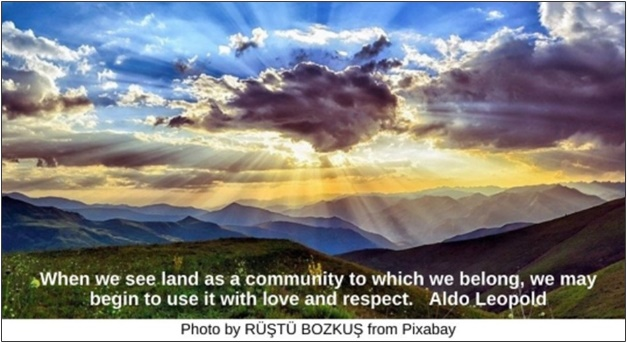 When we see land as a community to which we belong, we may
begin to use it with love and respect.   Aldo Leopold
Photo by RÜŞTÜ BOZKUŞ from Pixabay